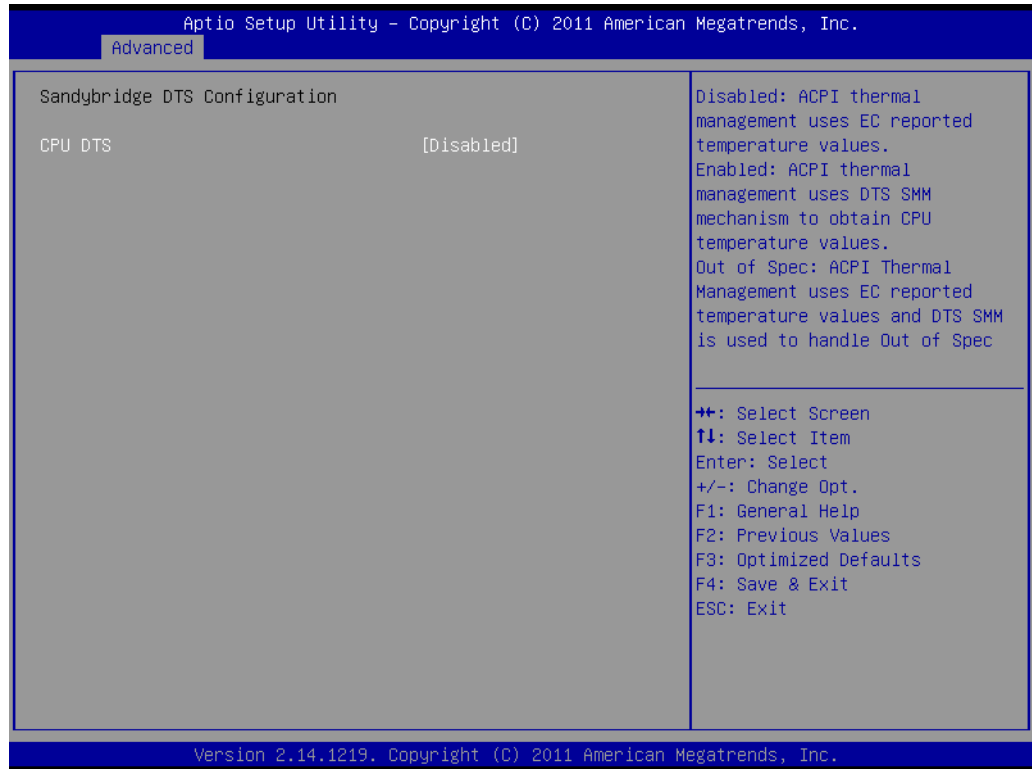 Aptio Setup Utility – Copyright (C) 2011 American Megatrends, Inc.
Advanced
Sandybridge DTS Configuration
CPU DTS [Disabled]
Disabled: ACPI thermal
management uses EC reported
temperature values.
Enabled: ACPI thermal
management uses DTS SMM
mechanism to obtain CPU
temperature values.
Out of Spec: ACPI Thermal
Management uses EC reported
temperature values and DTS SMM
is used to handle Out of Spec
→←: Select Screen
↑↓: Select Item
Enter: Select
+/-: Change Opt.
F1: General Help
F2: Previous Values
F3: Optimized Defaults
F4: Save & Exit
ESC: Exit
Version 2.14.1219. Copyright (C) 2011 American Megatrends, Inc.